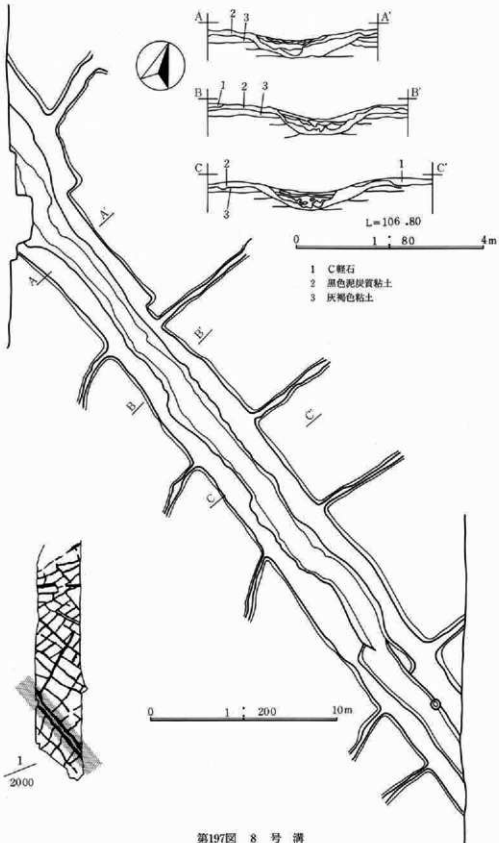 A A'
2 3
B B'
1 2 3
C C'
2 1
3
L=106.80
0 1 : 80 4m
1 C軽石
2 黒色泥炭質粘土
3 灰褐色粘土
A'
A
B'
B
C'
C
0 1 : 200 10m
1
2000
第197図 8 号 溝